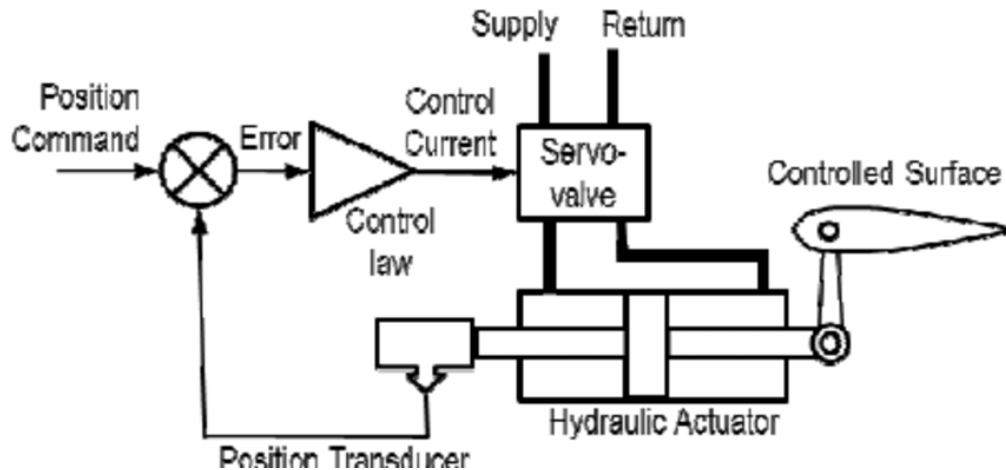 Supply
Return
Position
Command
Error
Control
Current
Servo-
valve
Controlled Surface
Control
law
Hydraulic Actuator
Position Transducer